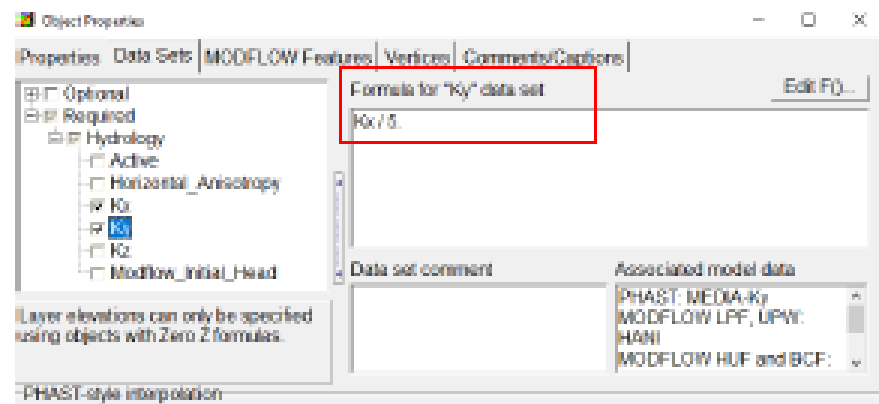 Object Properties
Properties Data Sets MODFLOW Features Vertices Comments/Captions
Optional
Required
Hydrology
Active
Horizontal_Anisotropy
Kx
Ky
Kz
Modflow_Initial_Head
Layer elevations can only be specified
using objects with Zero Z formulas.
Formula for "Ky" data set
Edit F()...
Kx / 5.
Data set comment
Associated model data
PHAST: MEDIA-Ky
MODFLOW LPF, UPW:
HANI
MODFLOW HUF and BCF:
PHAST-style interpolation